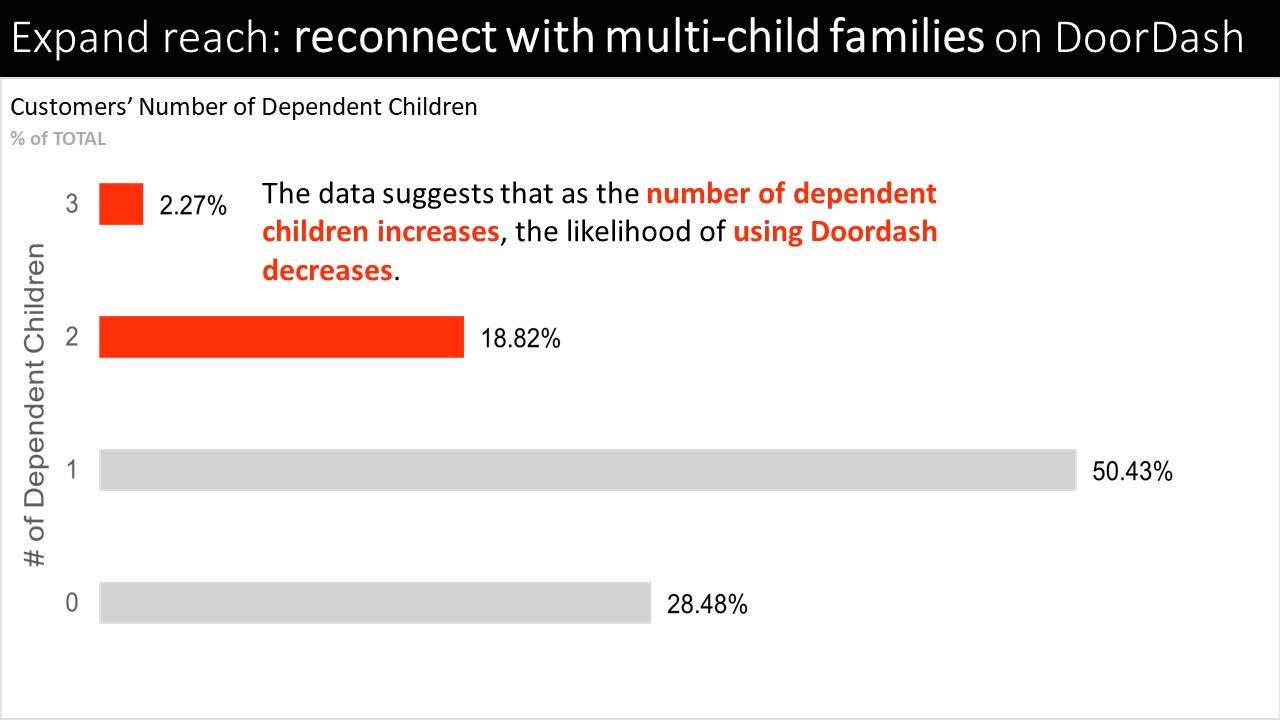 Expand reach: reconnect with multi-child families on DoorDash
Customers’ Number of Dependent Children
% of TOTAL
# of Dependent Children
3
2.27%
The data suggests that as the number of dependent
children increases, the likelihood of using Doordash
decreases.
2
18.82%
1
50.43%
0
28.48%